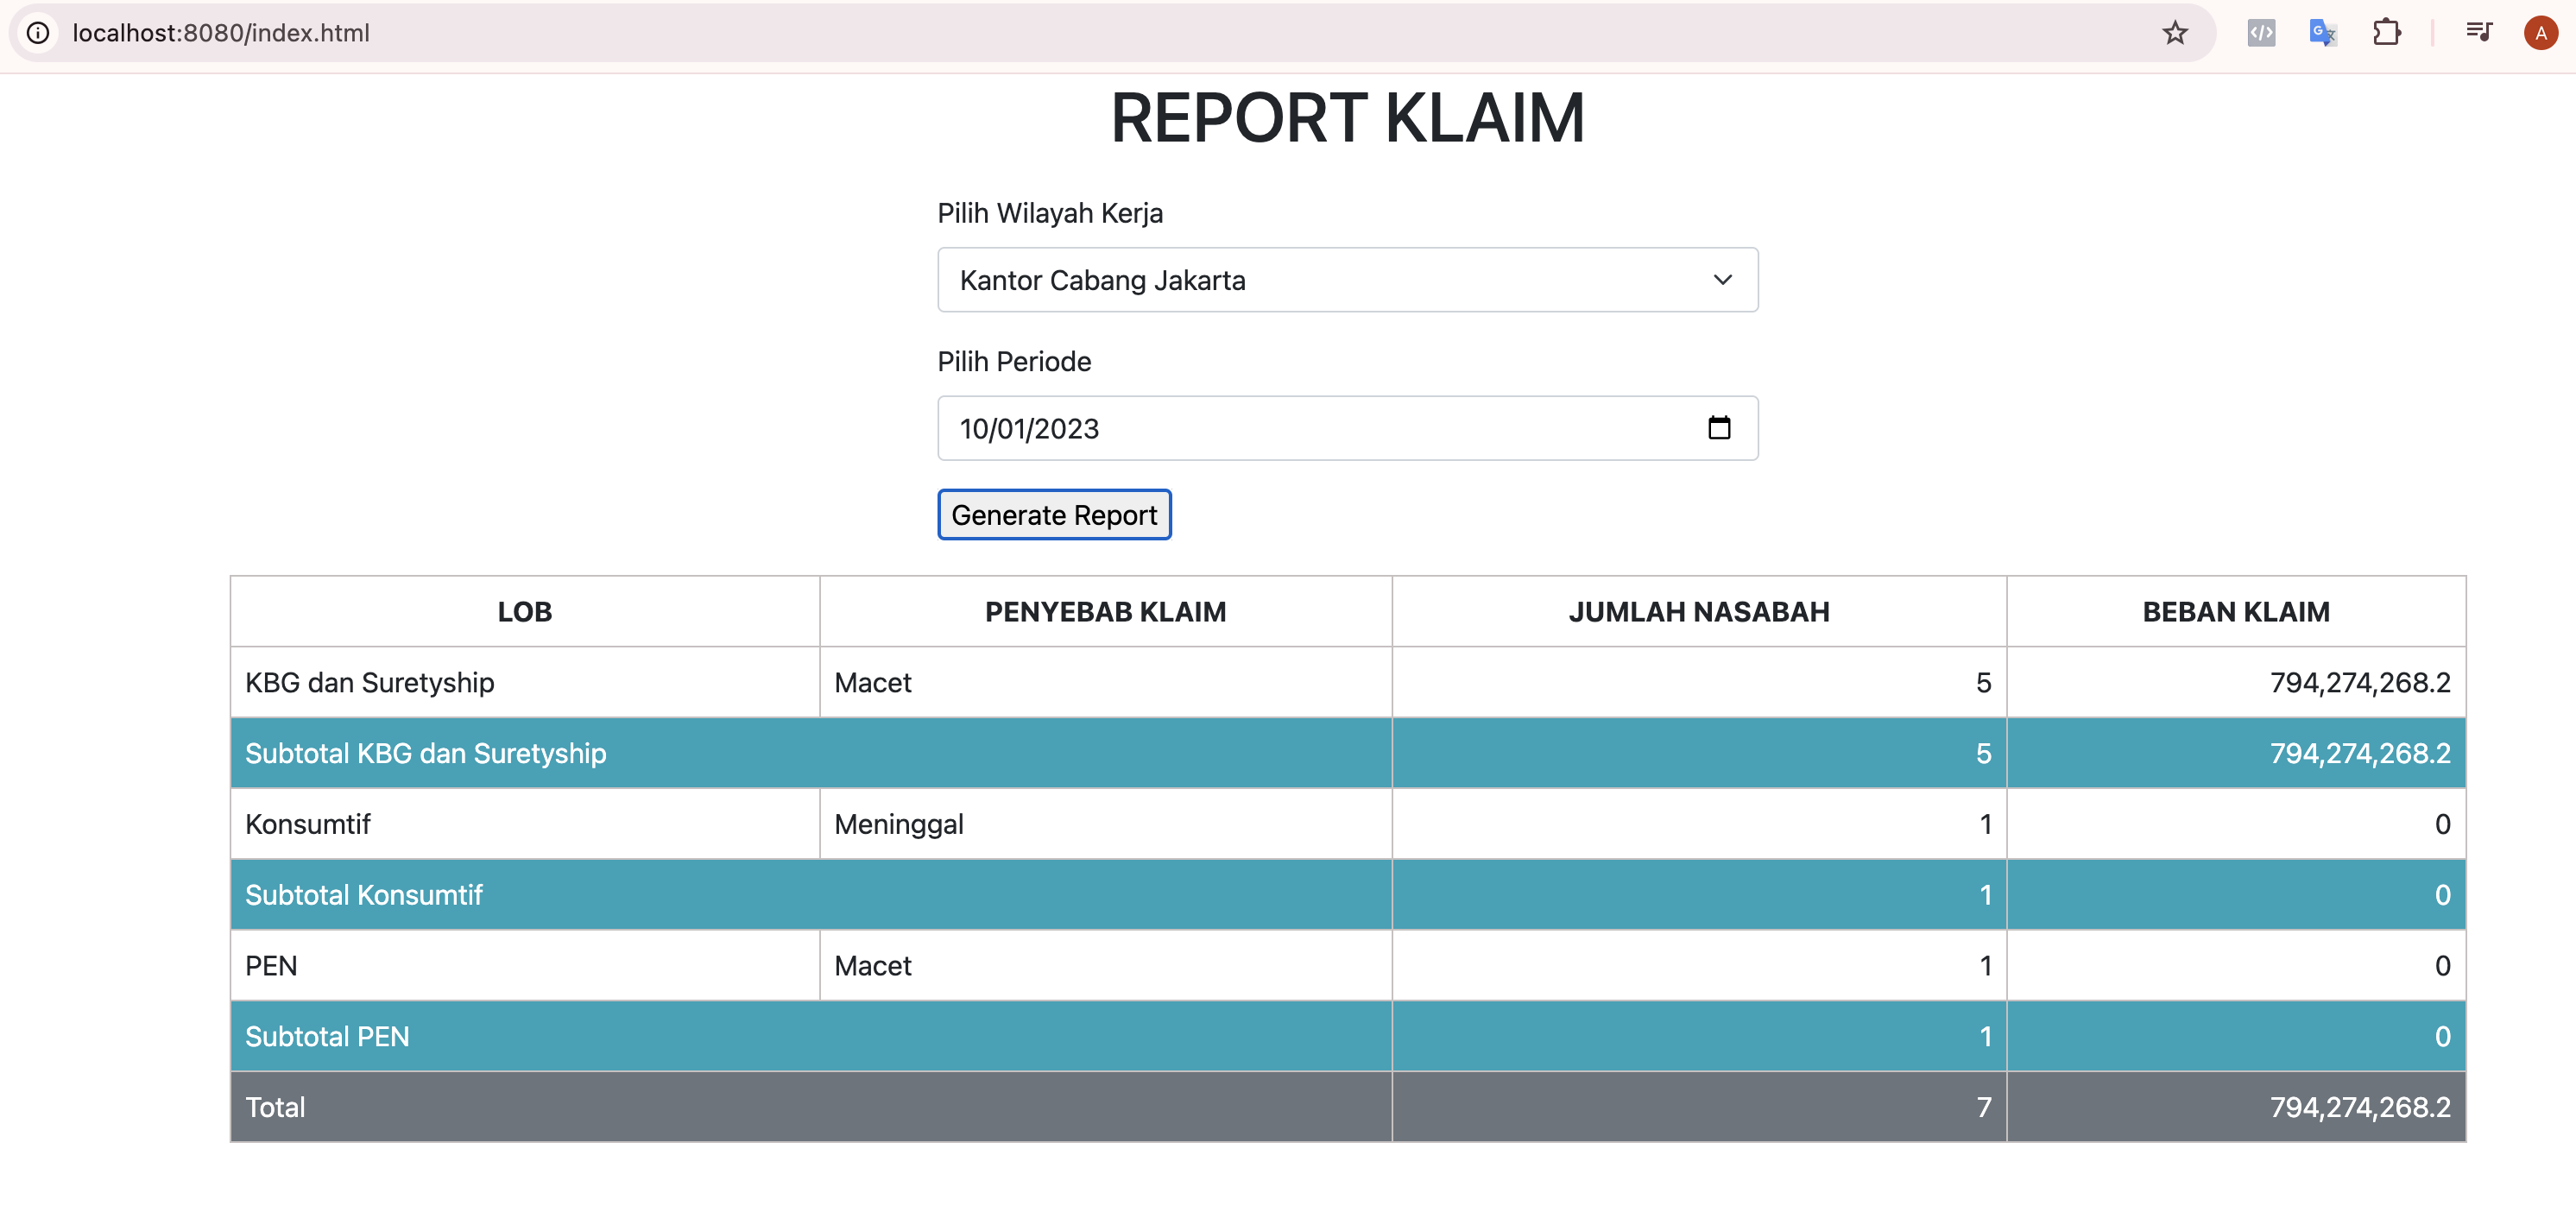 localhost:8080/index.html
A
REPORT KLAIM
Pilih Wilayah Kerja
Kantor Cabang Jakarta
Pilih Periode
10/01/2023
Generate Report
LOB PENYEBAB KLAIM JUMLAH NASABAH BEBAN KLAIM
KBG dan Suretyship Macet 5 794,274,268.2
Subtotal KBG dan Suretyship 5 794,274,268.2
Konsumtif Meninggal 1 0
Subtotal Konsumtif 1 0
PEN Macet 1 0
Subtotal PEN 1 0
Total 7 794,274,268.2